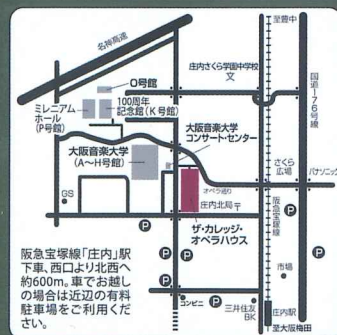 名神高速
至豊中
O号館
庄内さくら学園中学校
文
国道176号線
ミレニアム
ホール
(P号館)
100周年
記念館(K号館)
大阪音楽大学
コンサート・センター
大阪音楽大学
(A〜H号館)
さくら
広場
パナソニック
オペラ通り
GS
庄内北局〒
阪急宝塚線
ザ・カレッジ・
オペラハウス
P
P
P
P
P
P
阪急宝塚線「庄内」駅
下車、西口より北西へ
約600m。車でお越し
の場合は近辺の有料
駐車場をご利用くだ
さい。
市場
コンビニ
三井住友
BK
庄内駅
至大阪梅田